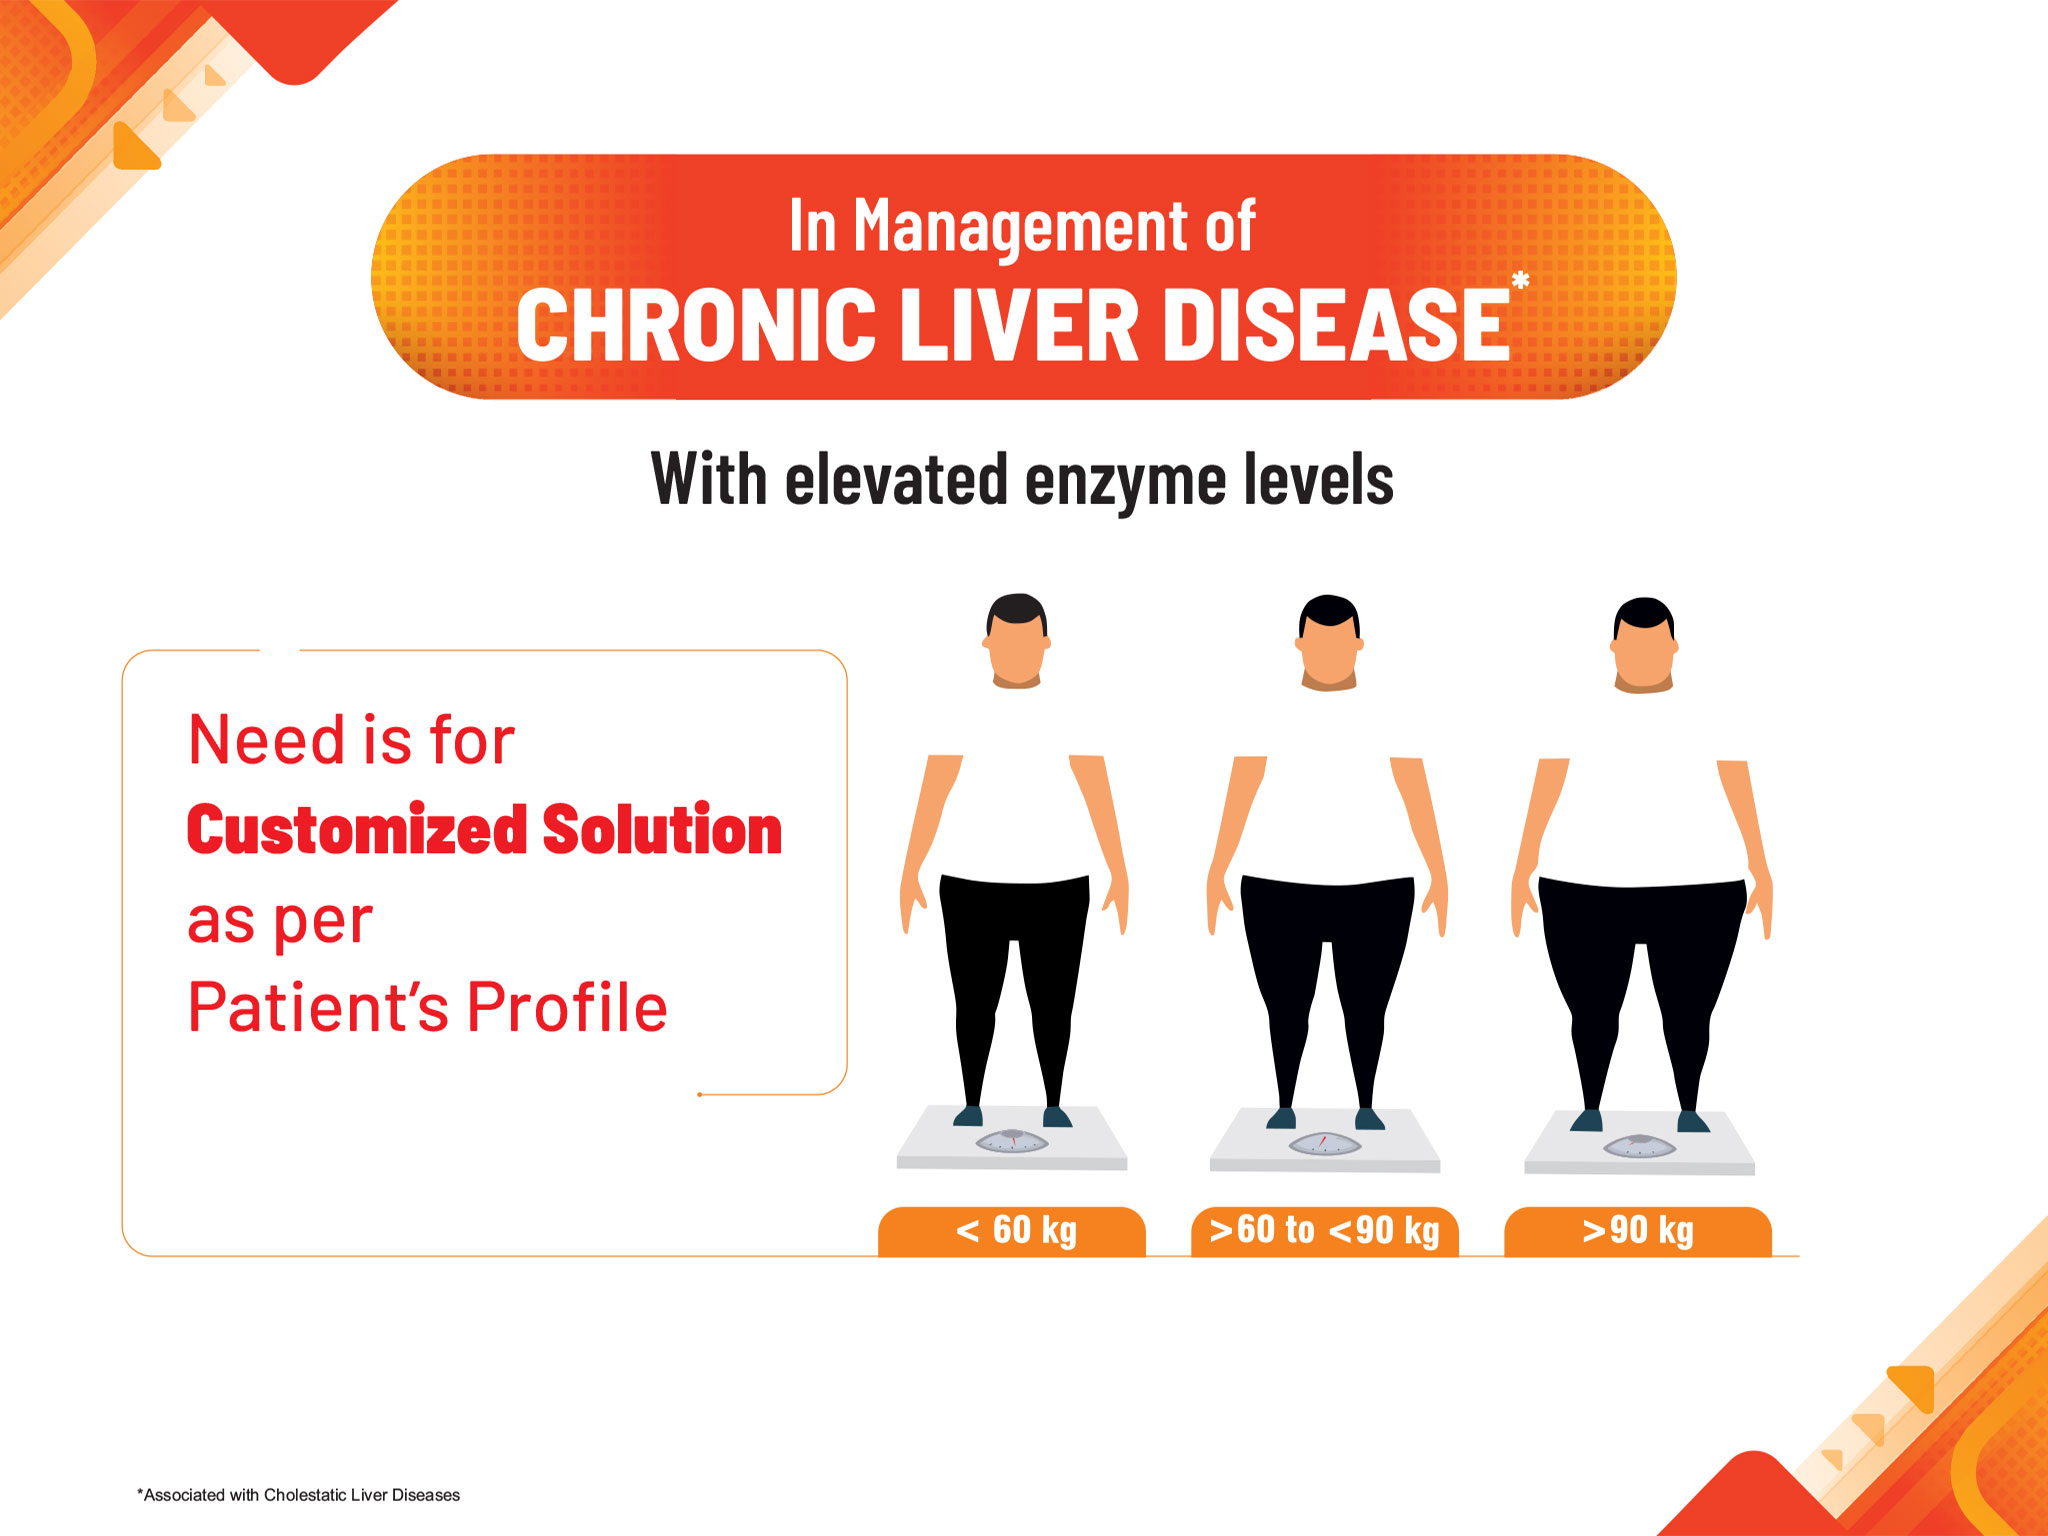 In Management of
CHRONIC LIVER DISEASE*
With elevated enzyme levels
Need is for
Customized Solution
as per
Patient’s Profile
< 60 kg
>60 to <90 kg
>90 kg
*Associated with Cholestatic Liver Diseases